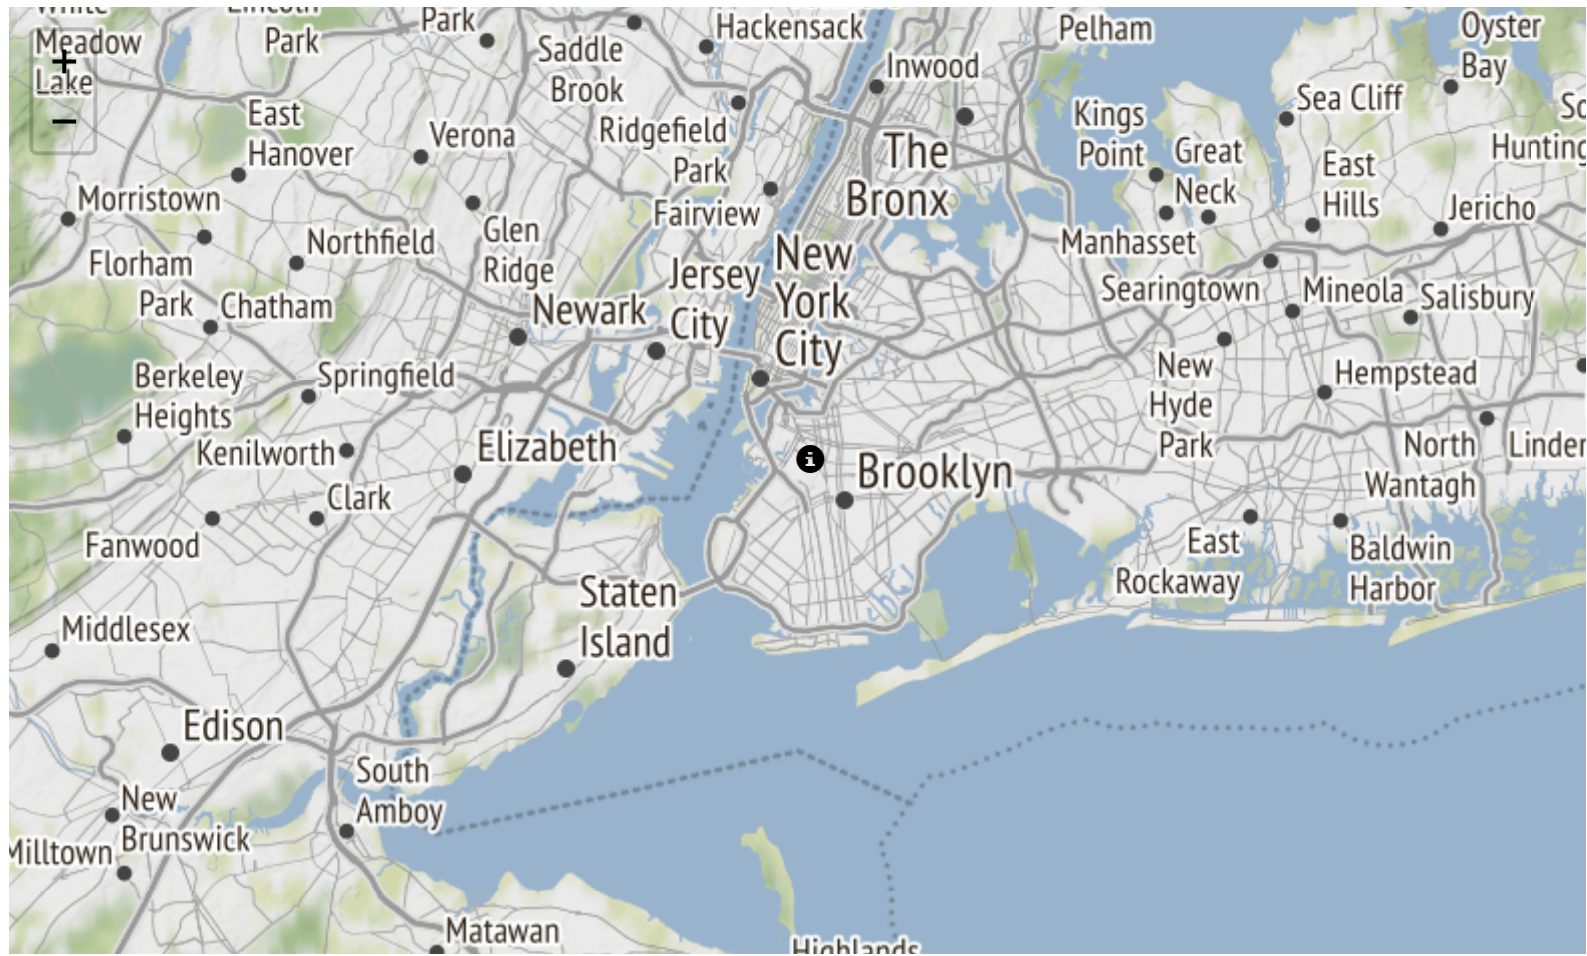 White
Meadow
Lake
+
−
Lincoln
Park
Park
Saddle
Brook
Hackensack
Inwood
Pelham
Oyster
Bay
Sea Cliff
Kings
Point
Great
Neck
East
Hills
Hunting
Jericho
East
Hanover
Verona
Ridgefield
Park
The
Bronx
Morristown
Fairview
Glen
Ridge
Northfield
Manhasset
Florham
Park
Chatham
Newark
Jersey
City
New
York
City
Searingtown
Mineola
Salisbury
Berkeley
Heights
Springfield
New
Hyde
Park
Hempstead
Kenilworth
Elizabeth
i
Brooklyn
North
Wantagh
Linden
Clark
Fanwood
East
Rockaway
Baldwin
Harbor
Staten
Island
Middlesex
Edison
South
Amboy
New
Brunswick
Milltown
Matawan
Highlands